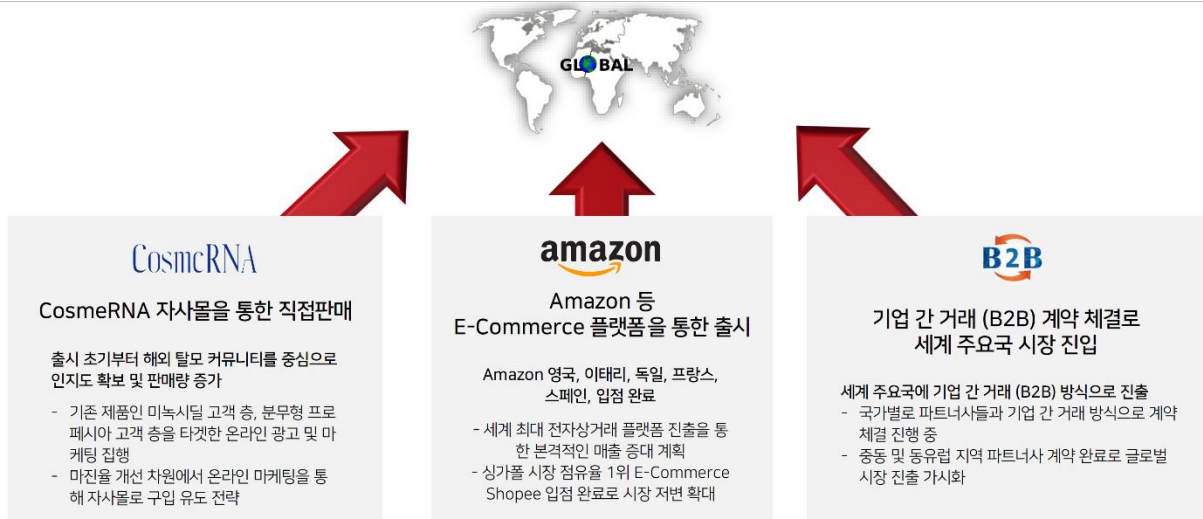 GLOBAL
CosmeRNA
CosmeRNA 자사몰을 통한 직접판매
출시 초기부터 해외 탈모 커뮤니티를 중심으로
인지도 확보 및 판매량 증가
- 기존 제품인 미녹시딜 고객 층, 분무형 프로
페시아 고객 층을 타겟한 온라인 광고 및 마
케팅 집행
- 마진율 개선 차원에서 온라인 마케팅을 통
해 자사몰로 구입 유도 전략
amazon
Amazon 등
E-Commerce 플랫폼을 통한 출시
Amazon 영국, 이태리, 독일, 프랑스,
스페인, 입점 완료
- 세계 최대 전자상거래 플랫폼 진출을 통
한 본격적인 매출 증대 계획
- 싱가폴 시장 점유율 1위 E-Commerce
Shopee 입점 완료로 시장 저변 확대
B2B
기업 간 거래 (B2B) 계약 체결로
세계 주요국 시장 진입
세계 주요국에 기업 간 거래 (B2B) 방식으로 진출
- 국가별로 파트너사들과 기업 간 거래 방식으로 계약
체결 진행 중
- 중동 및 동유럽 지역 파트너사 계약 완료로 글로벌
시장 진출 가시화